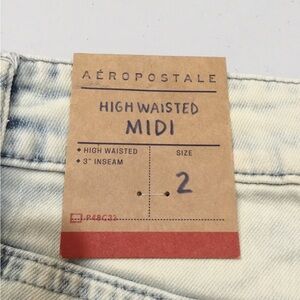 AÉROPOSTALE
HIGH WAISTED
MIDI
• HIGH WAISTED
• 3" INSEAM
SIZE
2